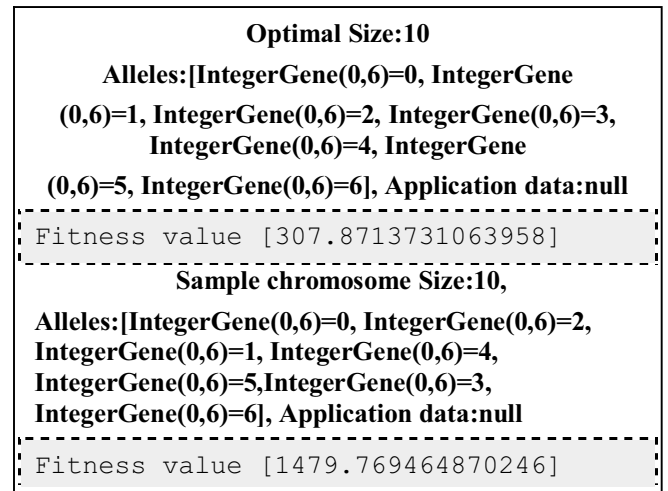 Optimal Size:10
Alleles:[IntegerGene(0,6)=0, IntegerGene
(0,6)=1, IntegerGene(0,6)=2, IntegerGene(0,6)=3,
IntegerGene(0,6)=4, IntegerGene
(0,6)=5, IntegerGene(0,6)=6], Application data:null
Fitness value [307.8713731063958]
Sample chromosome Size:10,
Alleles:[IntegerGene(0,6)=0, IntegerGene(0,6)=2,
IntegerGene(0,6)=1, IntegerGene(0,6)=4,
IntegerGene(0,6)=5,IntegerGene(0,6)=3,
IntegerGene(0,6)=6], Application data:null
Fitness value [1479.769464870246]